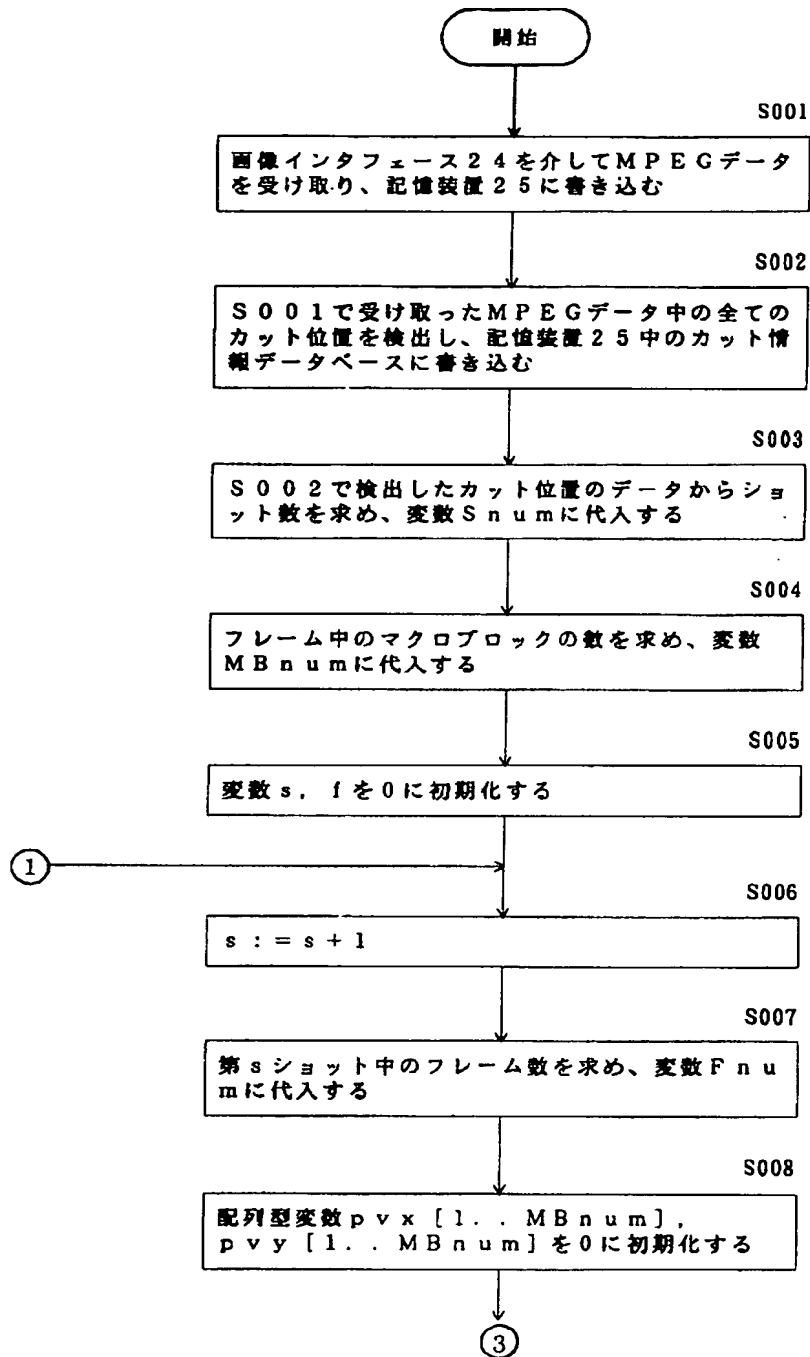 開始
S001
画像インタフェース24を介してMPEGデータ
を受け取り、記憶装置25に書き込む
S002
S001で受け取ったMPEGデータ中の全ての
カット位置を検出し、記憶装置25中のカット情
報データベースに書き込む
S003
S002で検出したカット位置のデータからショ
ット数を求め、変数Snumに代入する
S004
フレーム中のマクロブロックの数を求め、変数
MBnumに代入する
S005
変数s，fを0に初期化する
①
S006
s：=s+1
S007
第sショット中のフレーム数を求め、変数Fnu
mに代入する
S008
配列型変数pvx［1．．MBnum］，
pvy［1．．MBnum］を0に初期化する
③